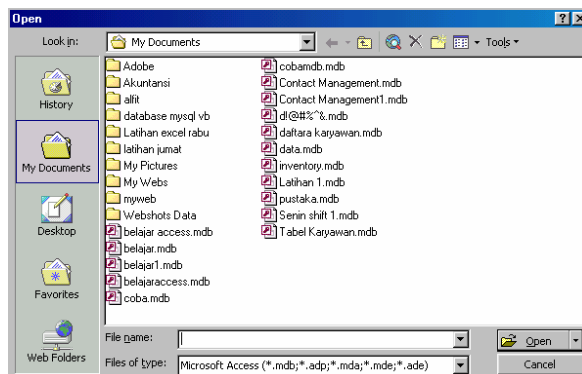 Open
Look in: My Documents Tools
History
My Documents
Desktop
Favorites
Web Folders
Adobe
Akuntansi
alfit
database mysql vb
Latihan excel rabu
latihan jumat
My Pictures
My Webs
myweb
Webshots Data
belajar access.mdb
belajar.mdb
belajar1.mdb
belajaraccess.mdb
coba.mdb
cobamdb.mdb
Contact Management.mdb
Contact Management1.mdb
d!@#%^&.mdb
daftara karyawan.mdb
data.mdb
inventory.mdb
Latihan 1.mdb
pustaka.mdb
Senin shift 1.mdb
Tabel Karyawan.mdb
File name: Open
Files of type: Microsoft Access (*.mdb;*.adp;*.mda;*.mde;*.ade) Cancel